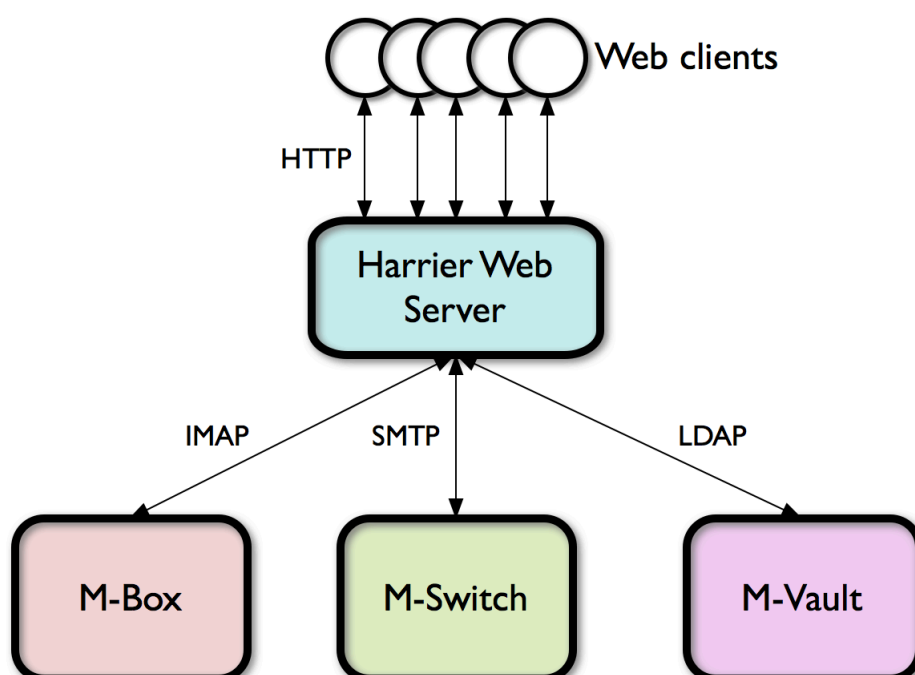 Web clients
HTTP
Harrier Web
Server
IMAP
SMTP
LDAP
M-Box
M-Switch
M-Vault